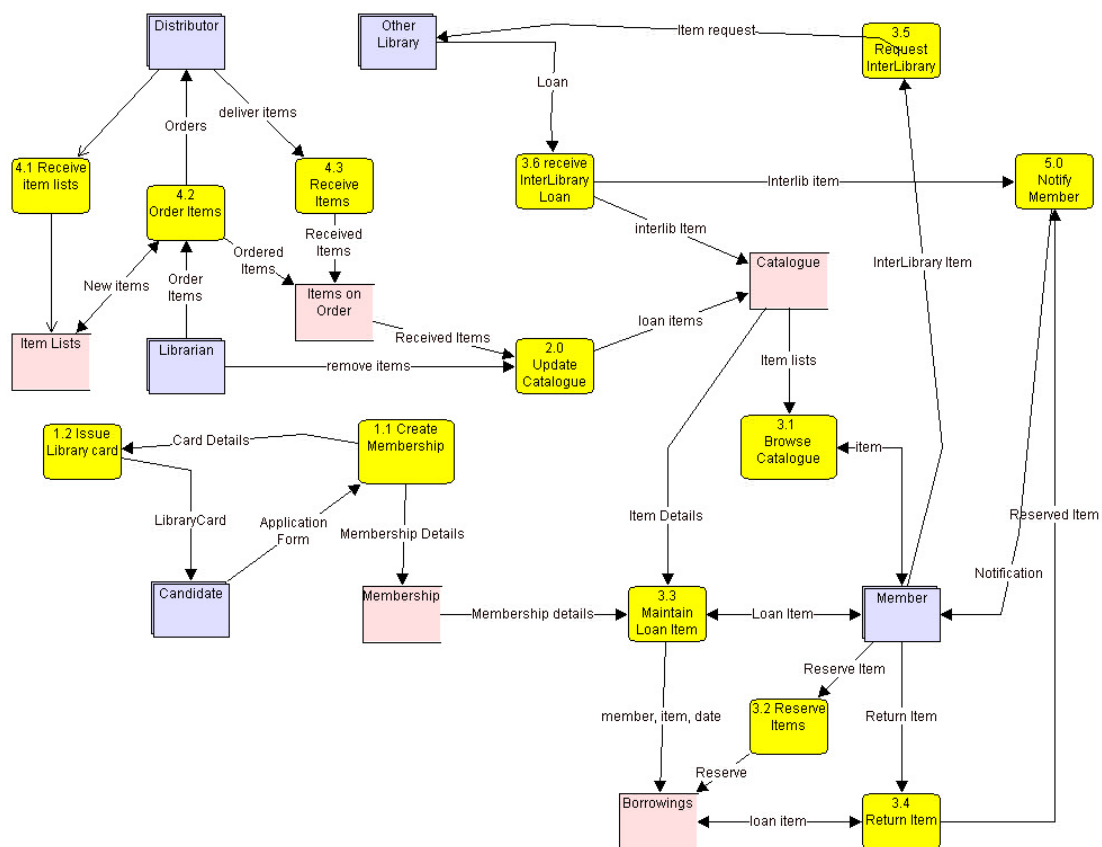 Distributor
Other
Library
Item request
3.5
Request
InterLibrary
Loan
deliver items
Orders
4.1 Receive
item lists
4.2
Order Items
4.3
Receive
Items
3.6 receive
InterLibrary
Loan
Interlib item
5.0
Notify
Member
interlib Item
Ordered
Items
Received
Items
New items
Order
Items
Catalogue
InterLibrary Item
Items on
Order
Item Lists
Librarian
Received Items
loan items
remove items
2.0
Update
Catalogue
Item lists
1.2 Issue
Library card
Card Details
1.1 Create
Membership
3.1
Browse
Catalogue
item
LibraryCard
Application
Form
Membership Details
Item Details
Reserved Item
Notification
Candidate
Membership
Membership details
3.3
Maintain
Loan Item
Loan Item
Member
Reserve Item
member, item, date
3.2 Reserve
Items
Return Item
Reserve
Borrowings
loan item
3.4
Return Item